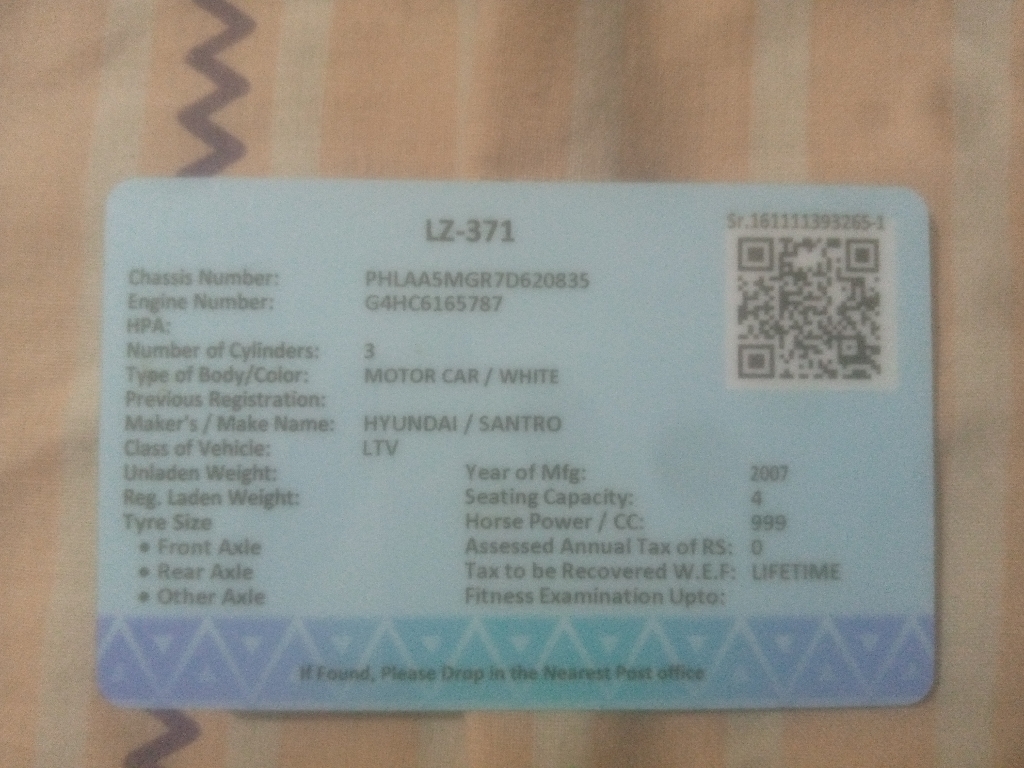 LZ-371
Sr.161111393265-1
Chassis Number: PHLAA5MGR7D620835
Engine Number: G4HC6165787
HPA:
Number of Cylinders: 3
Type of Body/Color: MOTOR CAR / WHITE
Previous Registration:
Maker's / Make Name: HYUNDAI / SANTRO
Class of Vehicle: LTV
Unladen Weight: Year of Mfg: 2007
Reg. Laden Weight: Seating Capacity: 4
Tyre Size Horse Power / CC: 999
• Front Axle Assessed Annual Tax of RS: 0
• Rear Axle Tax to be Recovered W.E.F: LIFETIME
• Other Axle Fitness Examination Upto:
If Found, Please Drop in the Nearest Post office